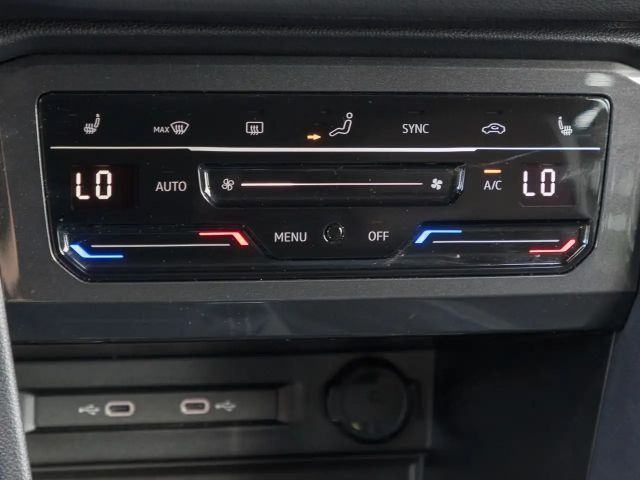 MAX SYNC
LO AUTO A/C LO
MENU OFF